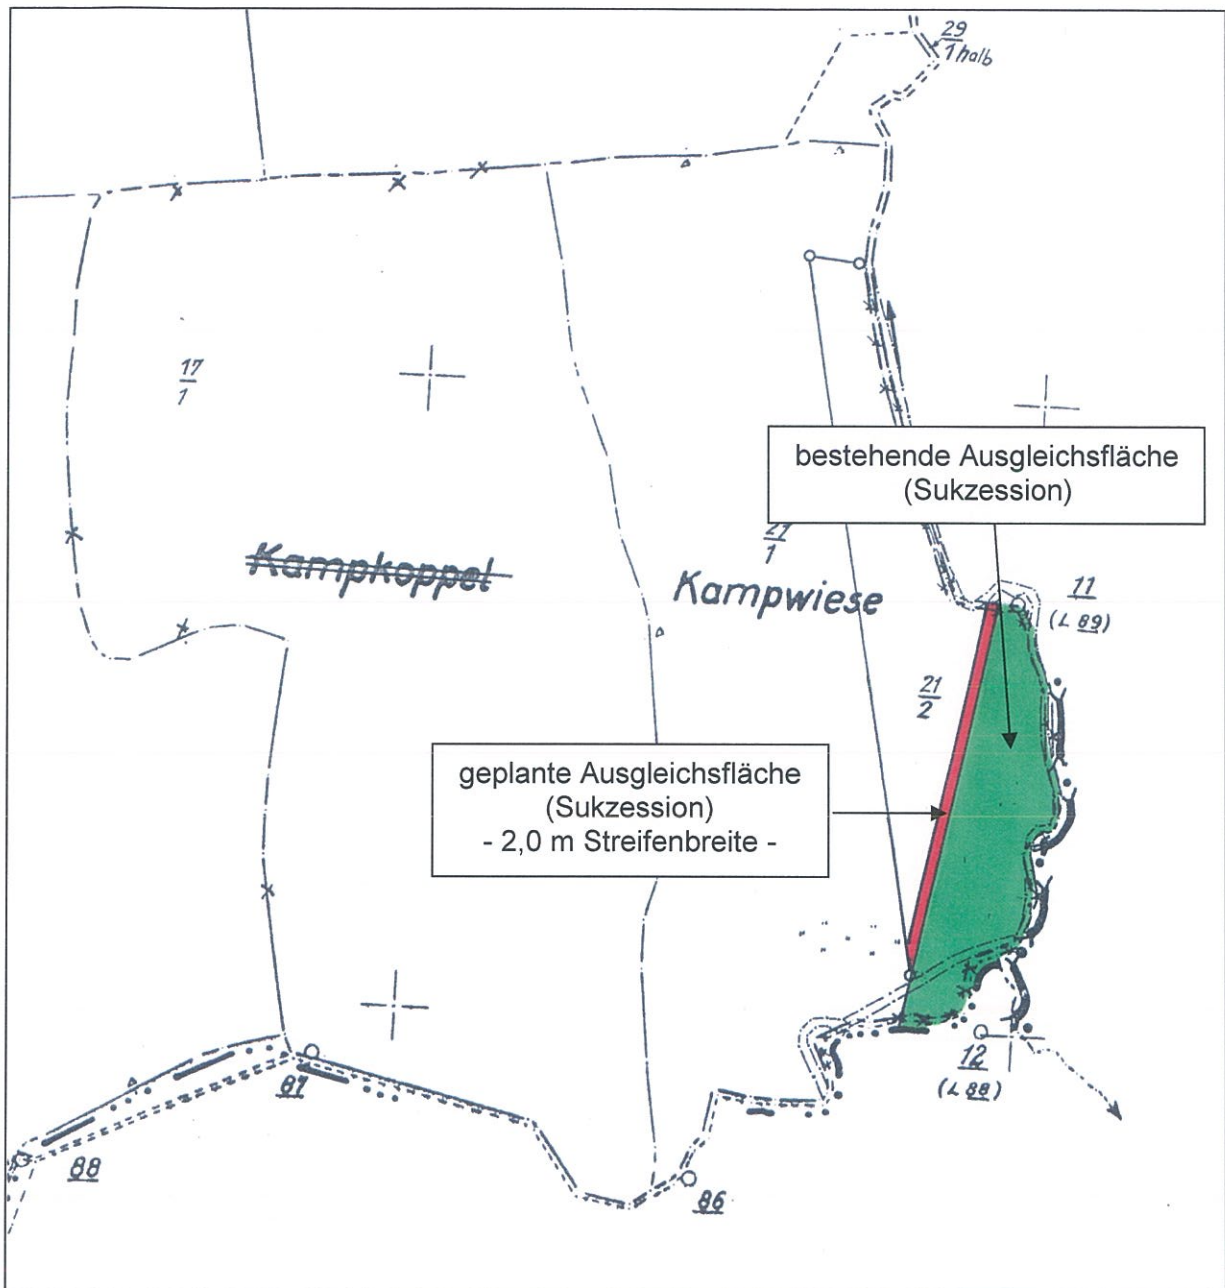 29
1 halb
17
1
bestehende Ausgleichsfläche
(Sukzession)
21
1
Kampkoppel
Kampwiese
11
(L 89)
21
2
geplante Ausgleichsfläche
(Sukzession)
- 2,0 m Streifenbreite -
12
(L 88)
87
88
86